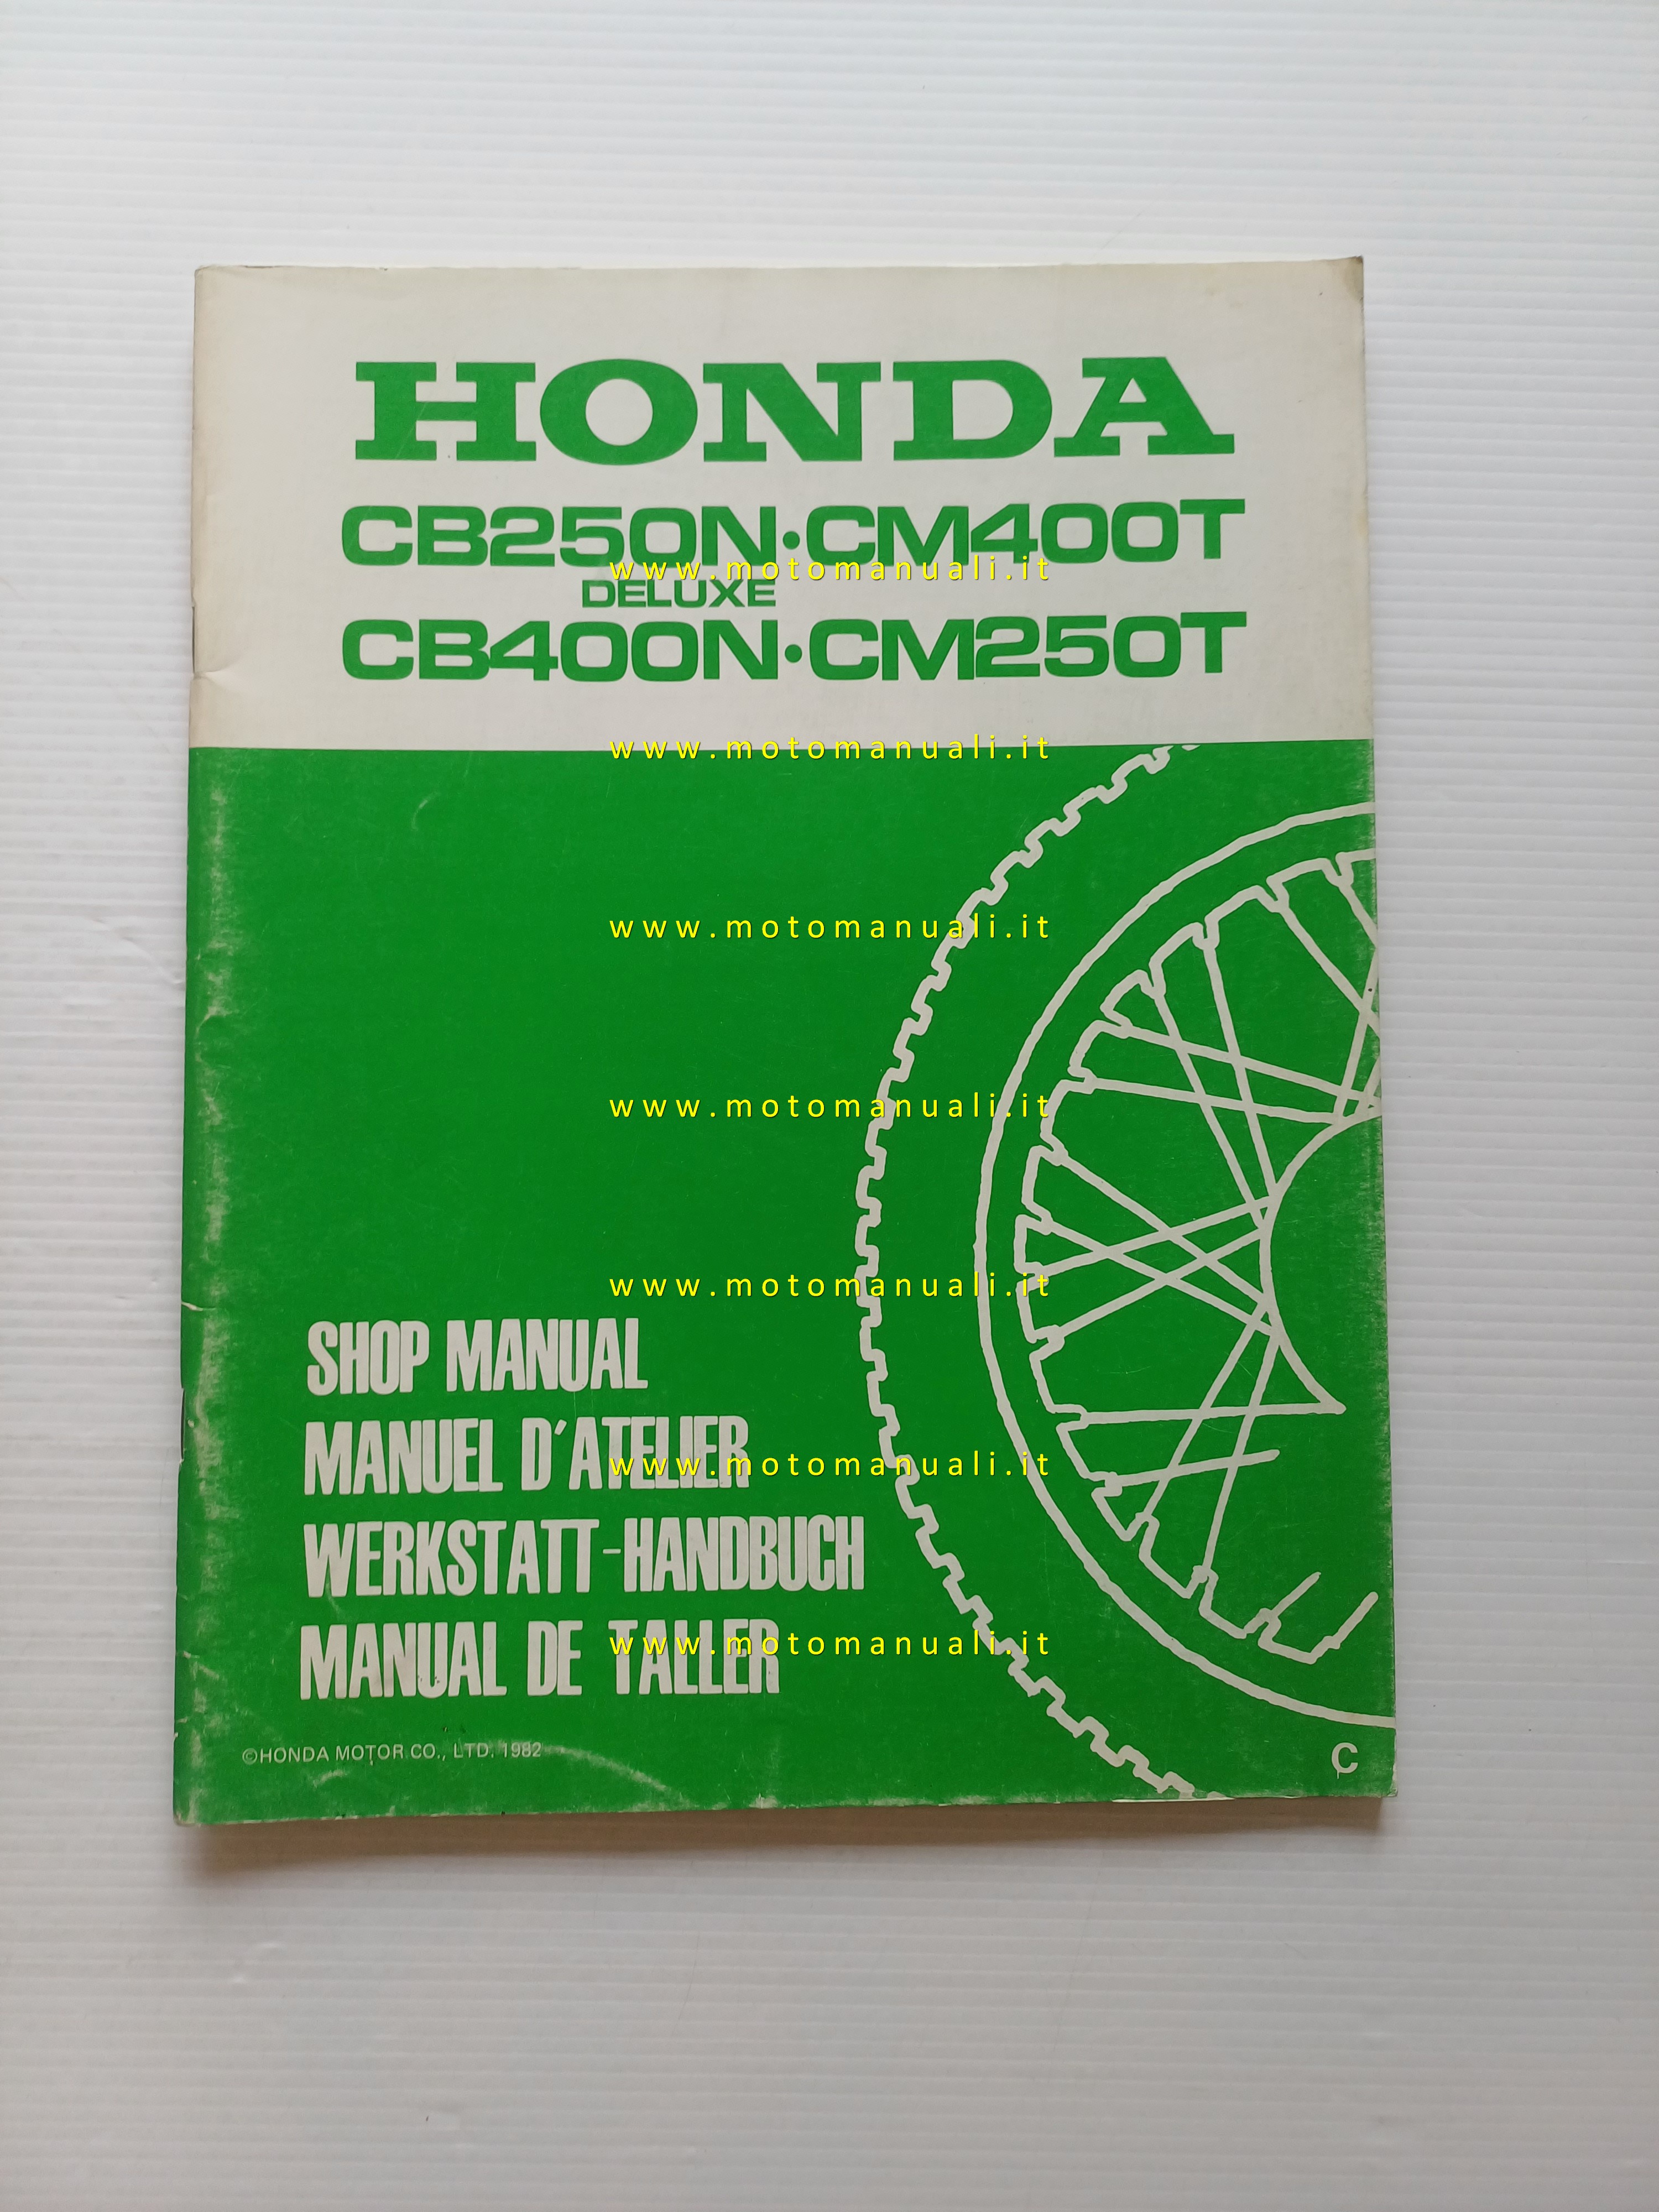 HONDA
CB250N·CM400T
www.motomanuali.it
DELUXE
CB400N·CM250T
www.motomanuali.it
www.motomanuali.it
www.motomanuali.it
www.motomanuali.it
SHOP MANUAL
MANUEL D'ATELIER
www.motomanuali.it
WERKSTATT-HANDBUCH
MANUAL DE TALLER
www.motomanuali.it
©HONDA MOTOR CO., LTD. 1982
C